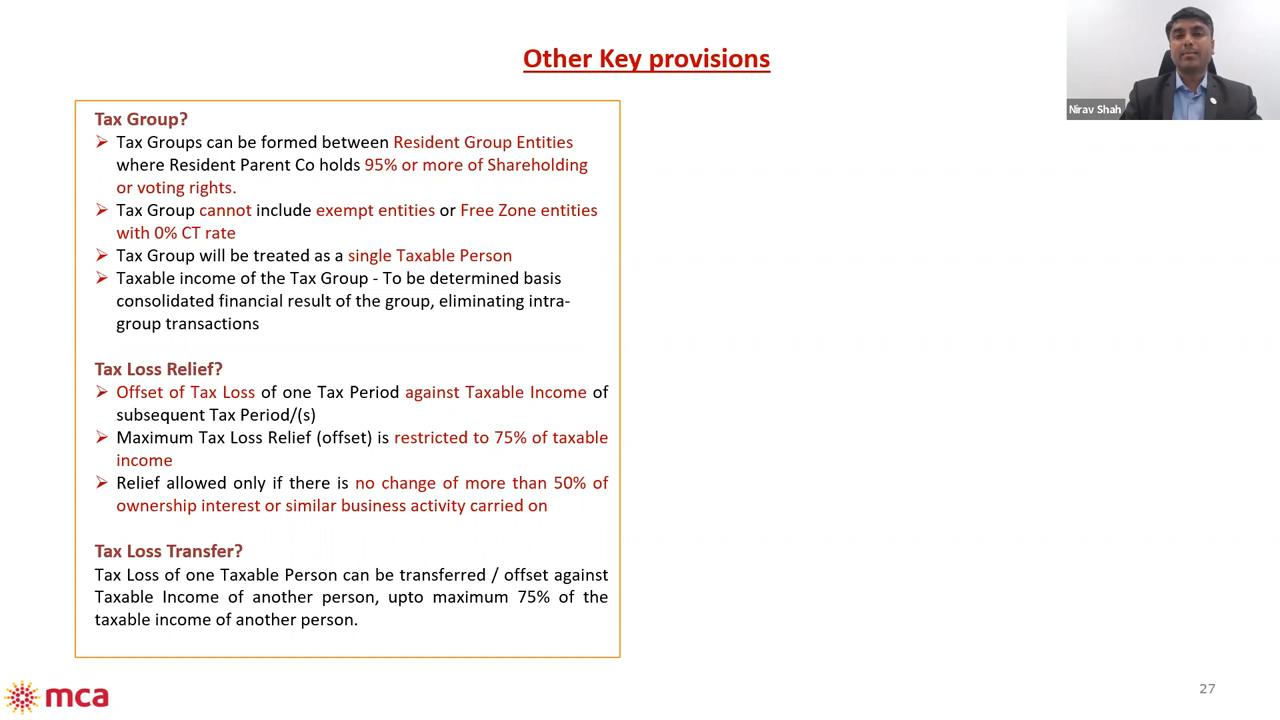 Other Key provisions
Nirav Shah
Tax Group?
➢ Tax Groups can be formed between Resident Group Entities
where Resident Parent Co holds 95% or more of Shareholding
or voting rights.
➢ Tax Group cannot include exempt entities or Free Zone entities
with 0% CT rate
➢ Tax Group will be treated as a single Taxable Person
➢ Taxable income of the Tax Group - To be determined basis
consolidated financial result of the group, eliminating intra-
group transactions
Tax Loss Relief?
➢ Offset of Tax Loss of one Tax Period against Taxable Income of
subsequent Tax Period/(s)
➢ Maximum Tax Loss Relief (offset) is restricted to 75% of taxable
income
➢ Relief allowed only if there is no change of more than 50% of
ownership interest or similar business activity carried on
Tax Loss Transfer?
Tax Loss of one Taxable Person can be transferred / offset against
Taxable Income of another person, upto maximum 75% of the
taxable income of another person.
mca
27